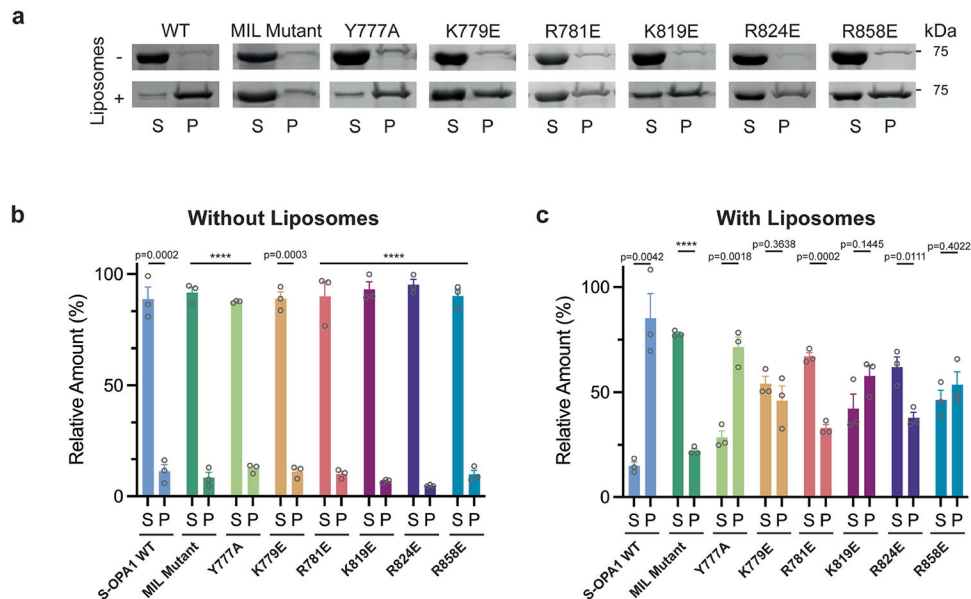 a
WT MIL Mutant Y777A K779E R781E K819E R824E R858E kDa
Liposomes
-
75
+
75
S P S P S P S P S P S P S P S P
b
Without Liposomes
p=0.0002 **** p=0.0003 ****
Relative Amount (%)
100
50
0
S P S P S P S P S P S P S P S P
S-OPA1 WT MIL Mutant Y777A K779E R781E K819E R824E R858E
c
With Liposomes
p=0.0042 **** p=0.0018 p=0.3638 p=0.0002 p=0.1445 p=0.0111 p=0.4022
Relative Amount (%)
100
50
0
S P S P S P S P S P S P S P S P
S-OPA1 WT MIL Mutant Y777A K779E R781E K819E R824E R858E